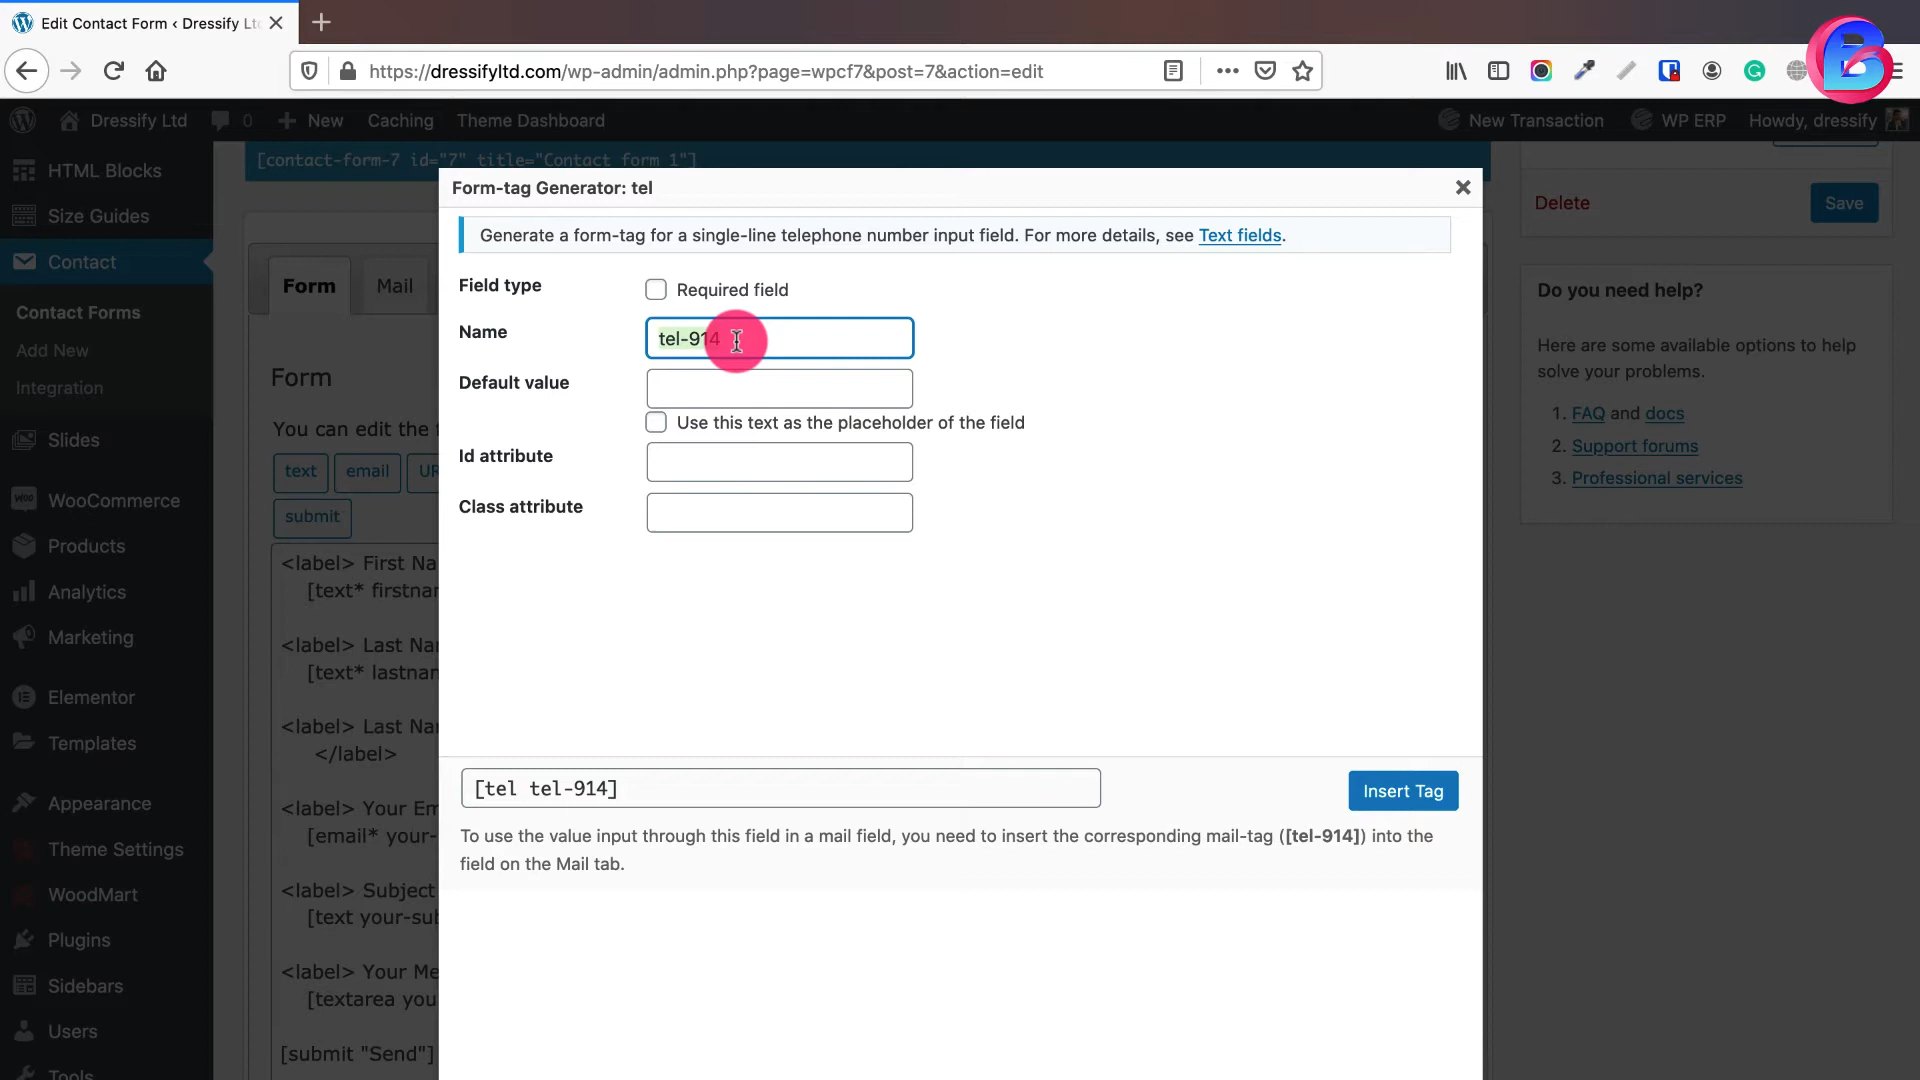 Edit Contact Form ‹ Dressify Lt
https://dressifyltd.com/wp-admin/admin.php?page=wpcf7&post=7&action=edit
Dressify Ltd
0
New
Caching
Theme Dashboard
New Transaction
WP ERP
Howdy, dressify
HTML Blocks
Size Guides
Contact
Contact Forms
Add New
Integration
Slides
WooCommerce
Products
Analytics
Marketing
Elementor
Templates
Appearance
Theme Settings
WoodMart
Plugins
Sidebars
Users
Tools
[contact-form-7 id="7" title="Contact form 1"]
Form
Mail
Form
You can edit the
text
email
UR
submit
<label> First Na
[text* firstnar
<label> Last Na
[text* lastnam
<label> Last Na
</label>
<label> Your Em
[email* your-
<label> Subject
[text your-sub
<label> Your Me
[textarea you
[submit "Send"]
Form-tag Generator: tel
Generate a form-tag for a single-line telephone number input field. For more details, see Text fields.
Field type
Required field
Name
tel-914
Default value
Use this text as the placeholder of the field
Id attribute
Class attribute
[tel tel-914]
Insert Tag
To use the value input through this field in a mail field, you need to insert the corresponding mail-tag ([tel-914]) into the
field on the Mail tab.
Delete
Save
Do you need help?
Here are some available options to help
solve your problems.
1. FAQ and docs
2. Support forums
3. Professional services